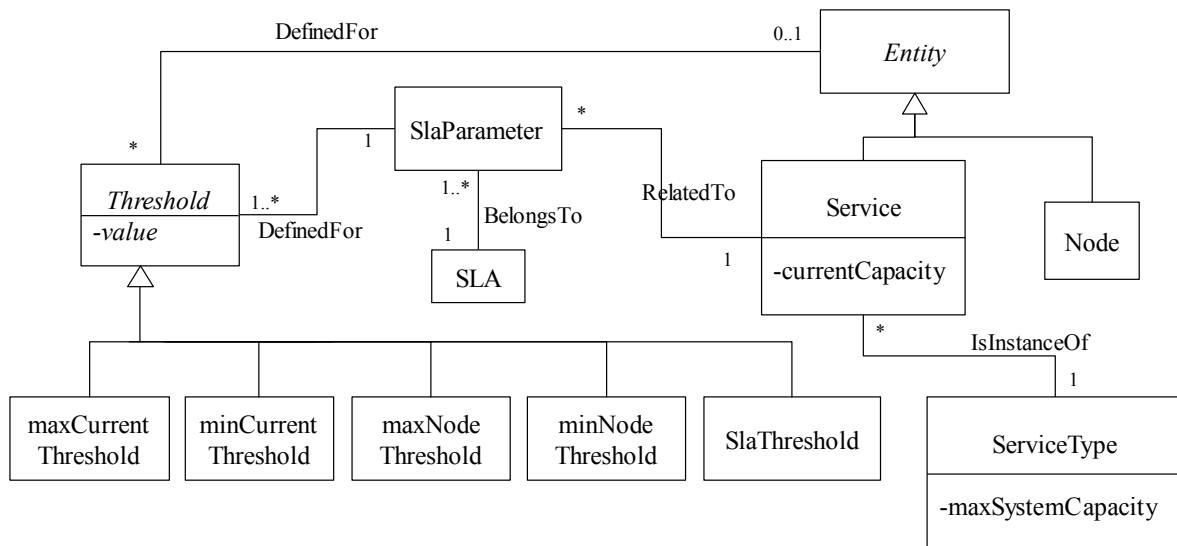 DefinedFor
0..1
Entity
*
1
SlaParameter
*
Threshold
-value
1..*
DefinedFor
1..*
BelongsTo
1
SLA
RelatedTo
1
Service
-currentCapacity
Node
*
IsInstanceOf
1
maxCurrent
Threshold
minCurrent
Threshold
maxNode
Threshold
minNode
Threshold
SlaThreshold
ServiceType
-maxSystemCapacity